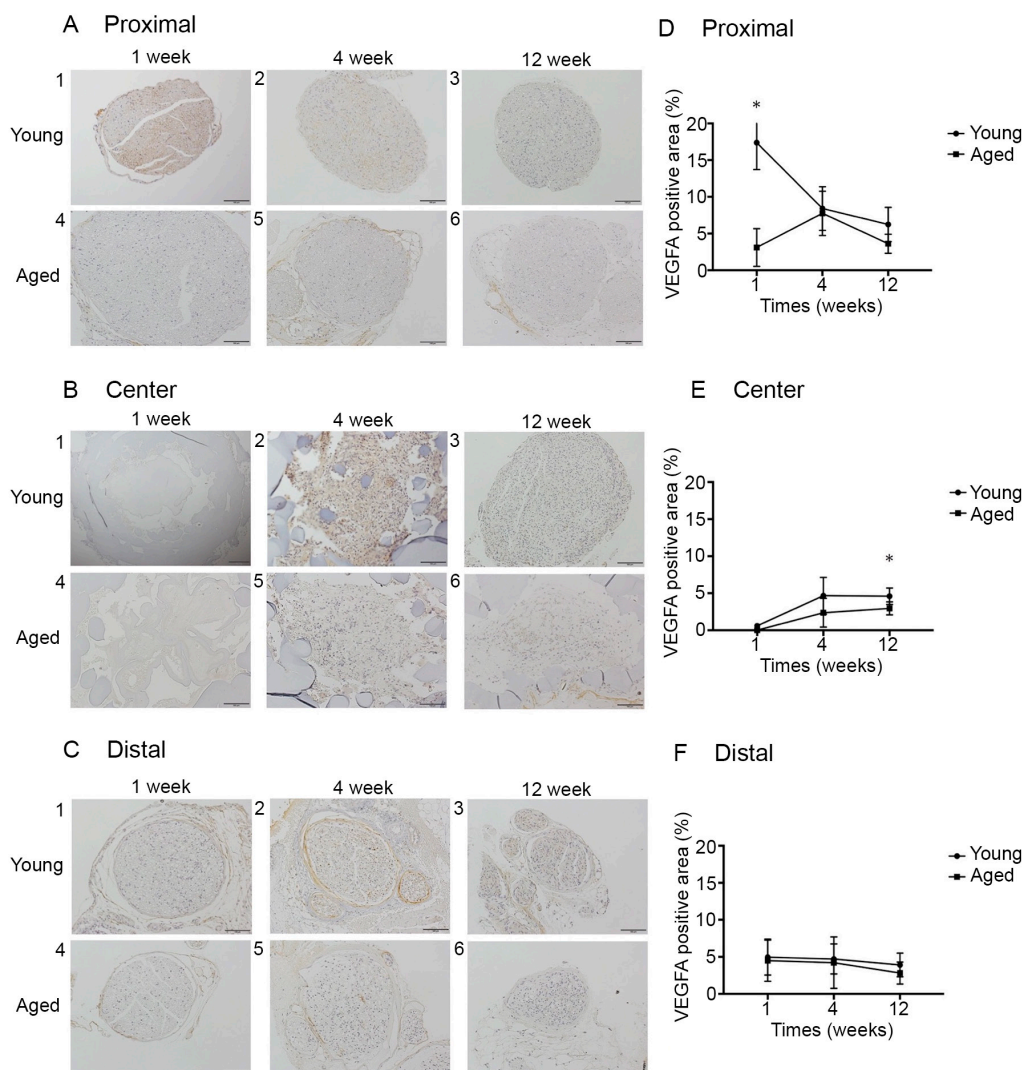 A Proximal
1 week 4 week 12 week
1 2 3
Young
4 5 6
Aged
D Proximal
*
VEGFA positive area (%)
20
15
10
5
0
1 4 12
Times (weeks)
Young
Aged
B Center
1 week 4 week 12 week
1 2 3
Young
4 5 6
Aged
E Center
*
VEGFA positive area (%)
20
15
10
5
0
1 4 12
Times (weeks)
Young
Aged
C Distal
1 week 4 week 12 week
1 2 3
Young
4 5 6
Aged
F Distal
VEGFA positive area (%)
20
15
10
5
0
1 4 12
Times (weeks)
Young
Aged